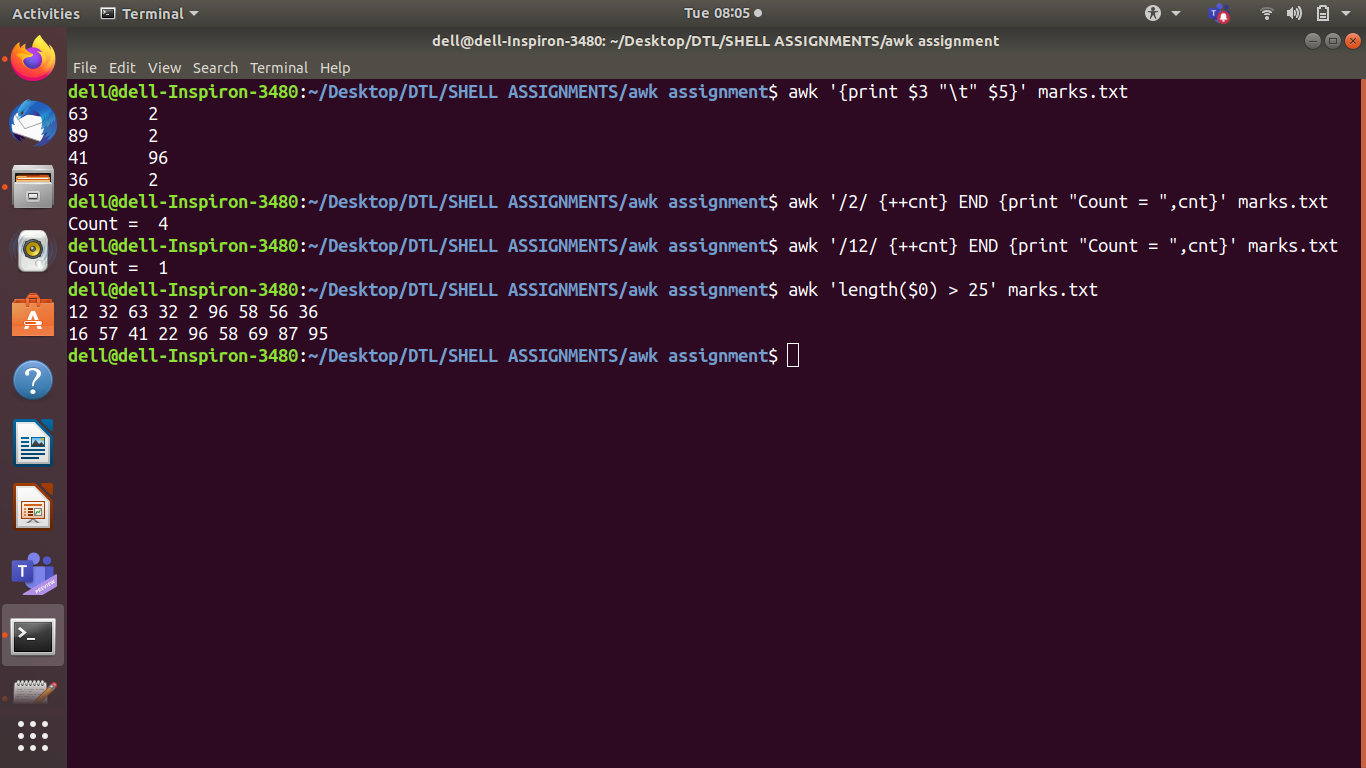 Activities Terminal Tue 08:05
dell@dell-Inspiron-3480: ~/Desktop/DTL/SHELL ASSIGNMENTS/awk assignment
File Edit View Search Terminal Help
dell@dell-Inspiron-3480:~/Desktop/DTL/SHELL ASSIGNMENTS/awk assignment$ awk '{print $3 "\t" $5}' marks.txt
63 2
89 2
41 96
36 2
dell@dell-Inspiron-3480:~/Desktop/DTL/SHELL ASSIGNMENTS/awk assignment$ awk '/2/ {++cnt} END {print "Count = ",cnt}' marks.txt
Count =  4
dell@dell-Inspiron-3480:~/Desktop/DTL/SHELL ASSIGNMENTS/awk assignment$ awk '/12/ {++cnt} END {print "Count = ",cnt}' marks.txt
Count =  1
dell@dell-Inspiron-3480:~/Desktop/DTL/SHELL ASSIGNMENTS/awk assignment$ awk 'length($0) > 25' marks.txt
12 32 63 32 2 96 58 56 36
16 57 41 22 96 58 69 87 95
dell@dell-Inspiron-3480:~/Desktop/DTL/SHELL ASSIGNMENTS/awk assignment$
T
PREVIEW